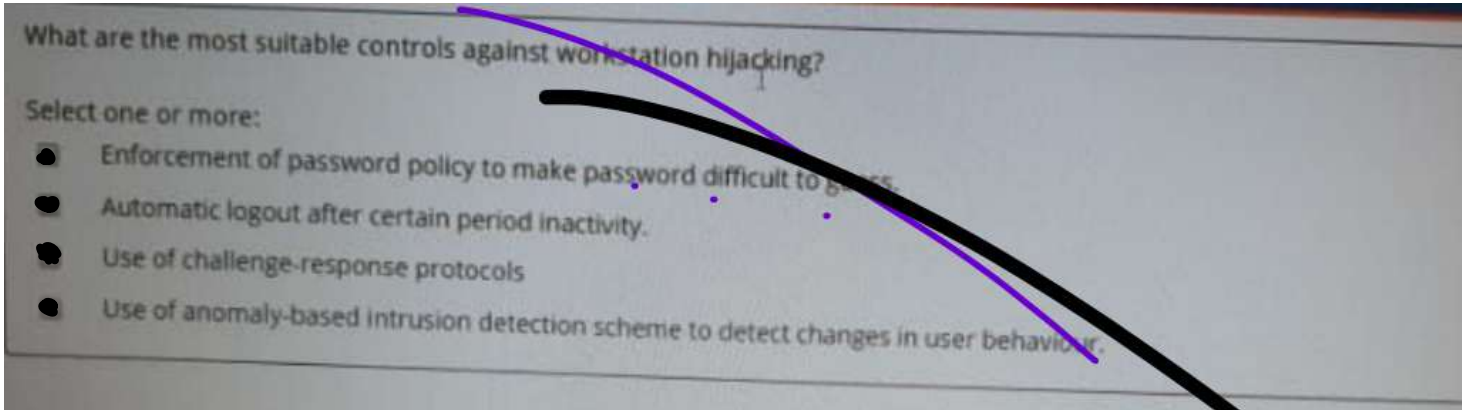 What are the most suitable controls against workstation hijacking?
Select one or more:
Enforcement of password policy to make password difficult to guess.
Automatic logout after certain period inactivity.
Use of challenge-response protocols
Use of anomaly-based intrusion detection scheme to detect changes in user behaviour.